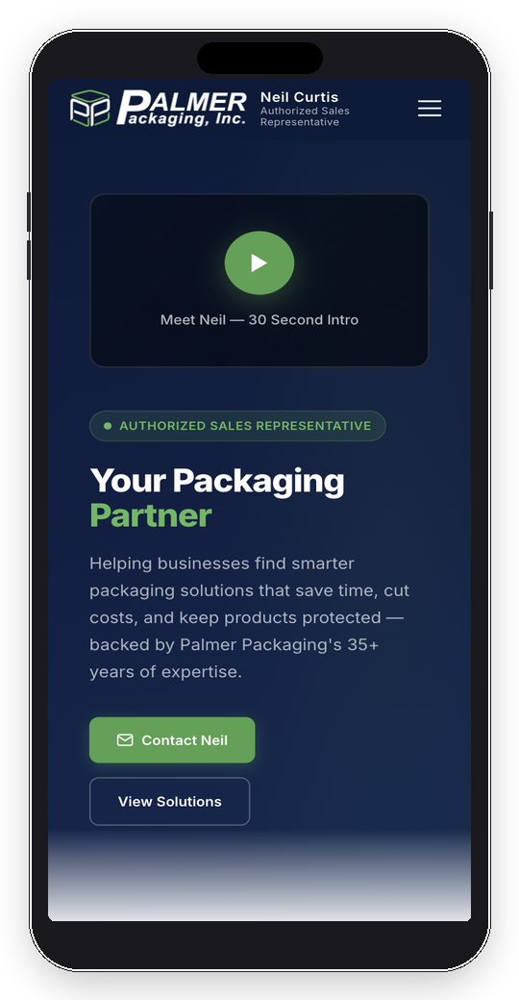 PALMER
Packaging, Inc.
Neil Curtis
Authorized Sales
Representative
Meet Neil — 30 Second Intro
AUTHORIZED SALES REPRESENTATIVE
Your Packaging
Partner
Helping businesses find smarter
packaging solutions that save time, cut
costs, and keep products protected —
backed by Palmer Packaging's 35+
years of expertise.
Contact Neil
View Solutions